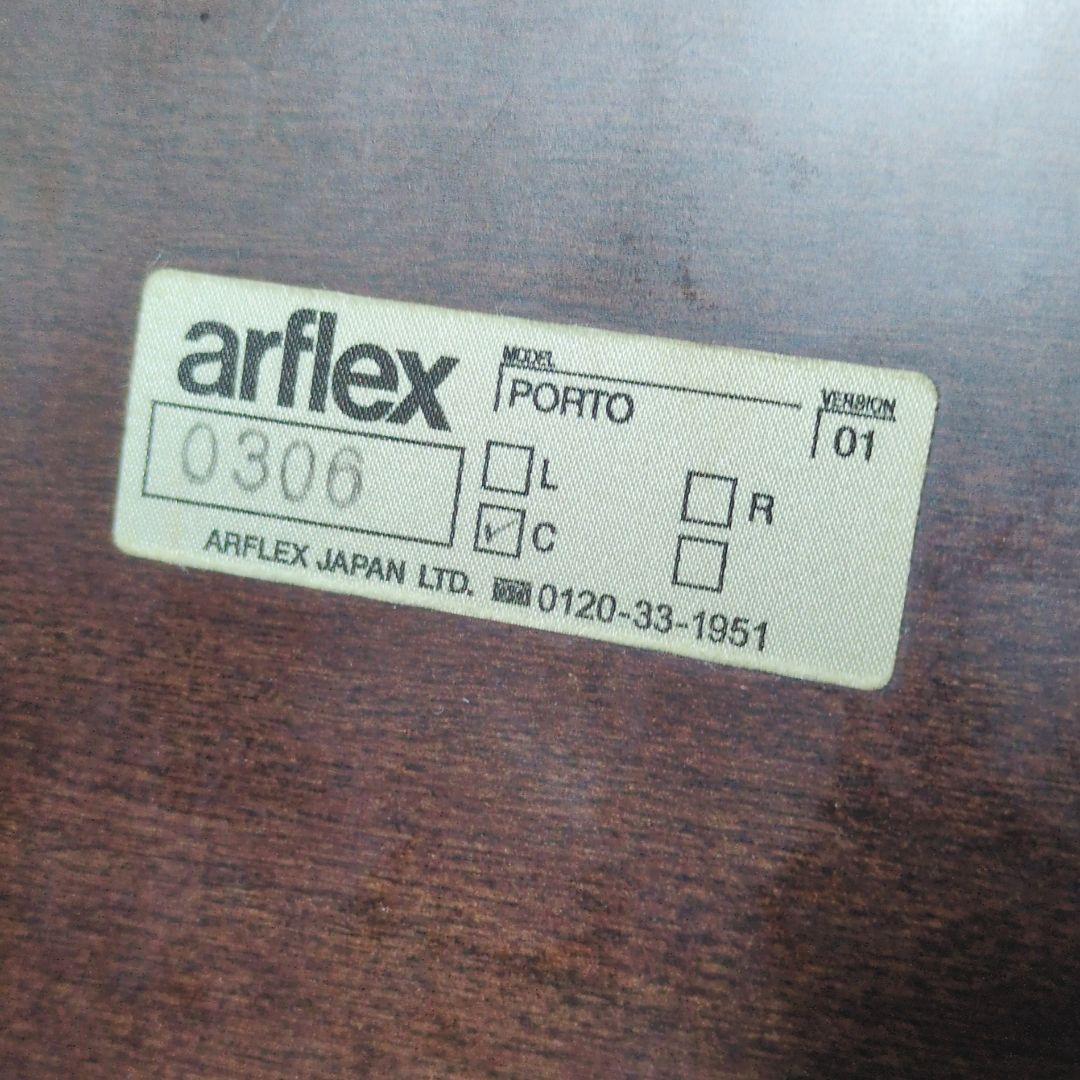 arflex
MODEL
PORTO
VERSION
01
0306
L
R
C
ARFLEX JAPAN LTD. 0120-33-1951